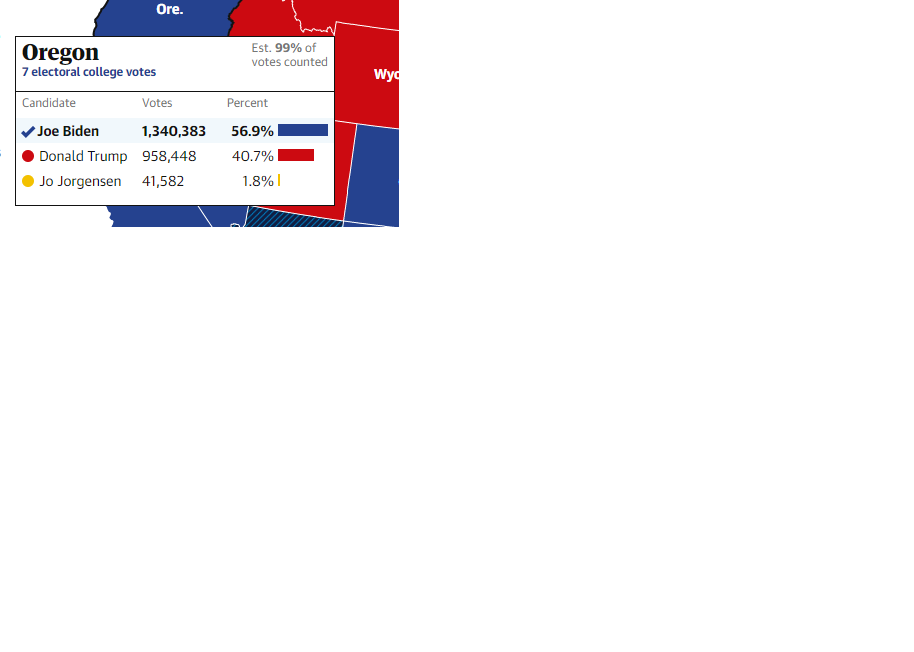 Ore.
Oregon
7 electoral college votes
Est. 99% of
votes counted
Candidate Votes Percent
Joe Biden 1,340,383 56.9%
Donald Trump 958,448 40.7%
Jo Jorgensen 41,582 1.8%
Wyo